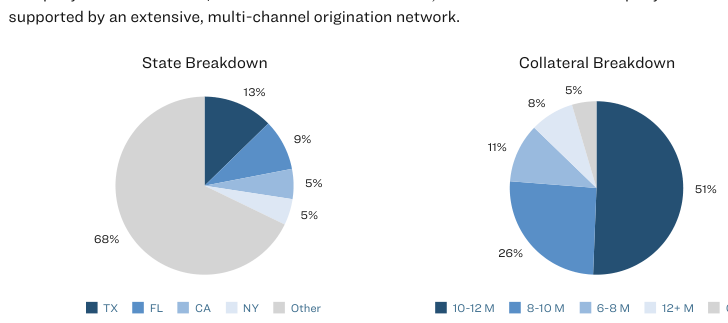 supported by an extensive, multi-channel origination network.
State Breakdown
13%
9%
5%
5%
68%
TX FL CA NY Other
Collateral Breakdown
5%
8%
11%
26%
51%
10-12 M 8-10 M 6-8 M 12+ M